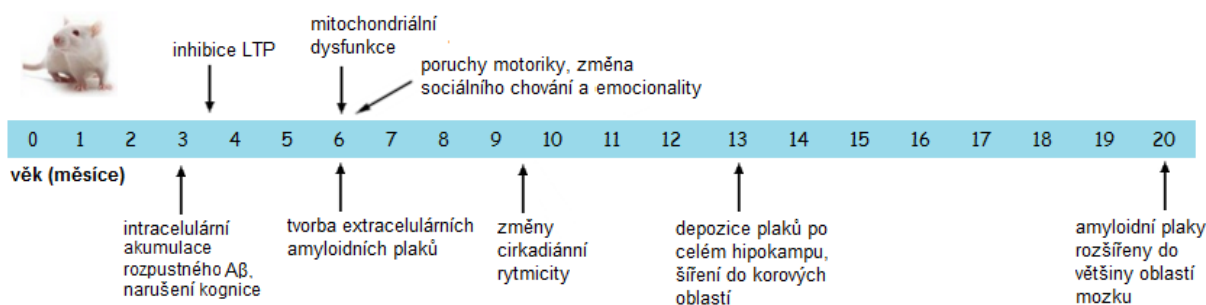 inhibice LTP
mitochondriální
dysfunkce
poruchy motoriky, změna
sociálního chování a emocionality
0 1 2 3 4 5 6 7 8 9 10 11 12 13 14 15 16 17 18 19 20
věk (měsíce)
intracelulární
akumulace
rozpustného Aβ,
narušení kognice
tvorba extracelulárních
amyloidních plaků
změny
cirkadiánní
rytmicity
depozice plaků po
celém hipokampu,
šíření do korových
oblastí
amyloidní plaky
rozšířeny do
většiny oblastí
mozku